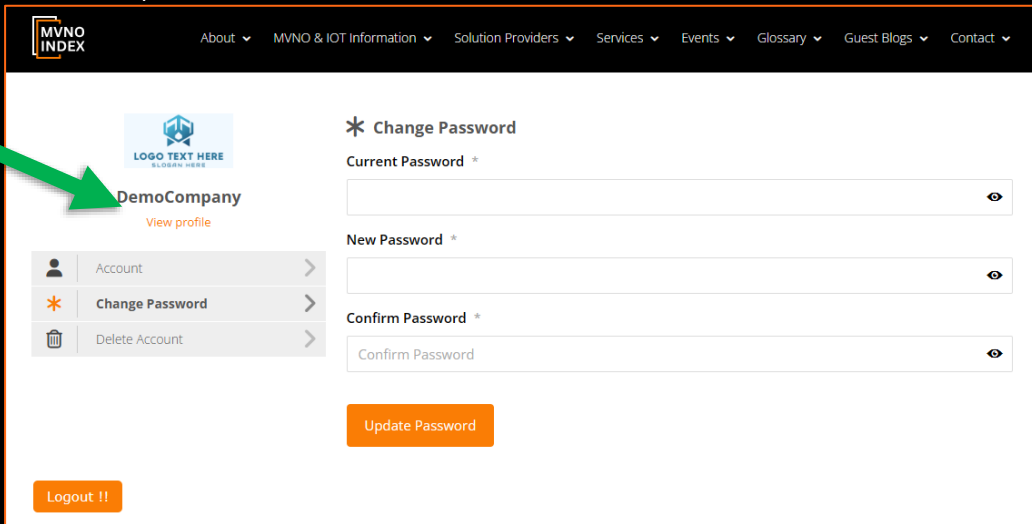 MVNO
INDEX
About
MVNO & IOT Information
Solution Providers
Services
Events
Glossary
Guest Blogs
Contact
LOGO TEXT HERE
SLOGAN HERE
DemoCompany
View profile
Account
Change Password
Delete Account
Change Password
Current Password *
New Password *
Confirm Password *
Confirm Password
Update Password
Logout !!